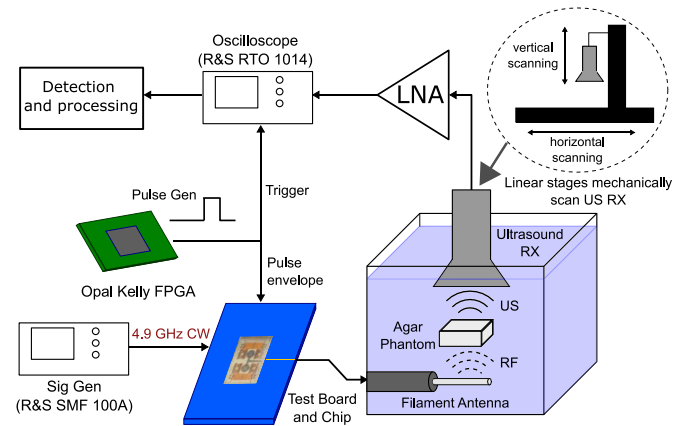 Oscilloscope
(R&S RTO 1014)
Detection
and processing
LNA
vertical
scanning
horizontal
scanning
Linear stages mechanically
scan US RX
Pulse Gen
Trigger
Ultrasound
RX
Opal Kelly FPGA
Pulse
envelope
US
Agar
Phantom
RF
4.9 GHz CW
Sig Gen
(R&S SMF 100A)
Test Board
and Chip
Filament Antenna